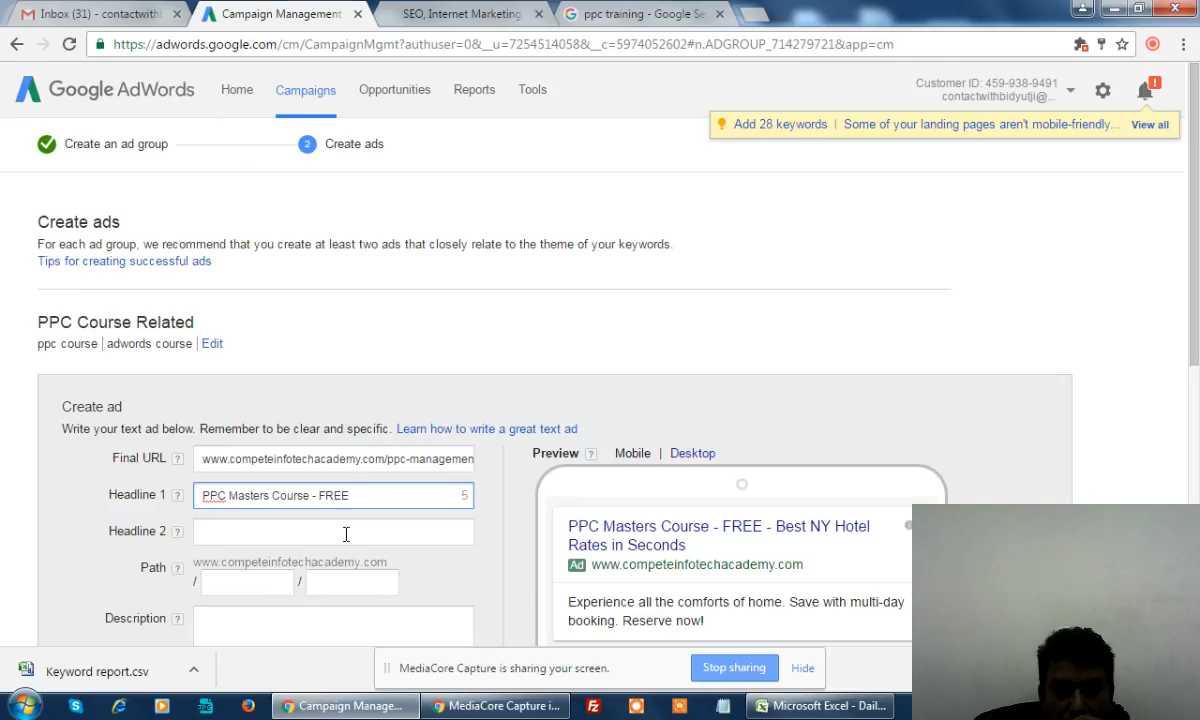 Inbox (31) - contactwithb
Campaign Management
SEO, Internet Marketing,
ppc training - Google Se
https://adwords.google.com/cm/CampaignMgmt?authuser=0&__u=7254514058&__c=5974052602#n.ADGROUP_714279721&app=cm
Google AdWords
Home
Campaigns
Opportunities
Reports
Tools
Customer ID: 459-938-9491
contactwithbidyutji@...
Add 28 keywords | Some of your landing pages aren't mobile-friendly... View all
Create an ad group
2 Create ads
Create ads
For each ad group, we recommend that you create at least two ads that closely relate to the theme of your keywords.
Tips for creating successful ads
PPC Course Related
ppc course | adwords course | Edit
Create ad
Write your text ad below. Remember to be clear and specific. Learn how to write a great text ad
Final URL ? www.competeinfotechacademy.com/ppc-managemen
Headline 1 ? PPC Masters Course - FREE 5
Headline 2 ?
Path ? www.competeinfotechacademy.com
/ /
Description ?
Preview ? Mobile | Desktop
PPC Masters Course - FREE - Best NY Hotel
Rates in Seconds
Ad www.competeinfotechacademy.com
Experience all the comforts of home. Save with multi-day
booking. Reserve now!
Keyword report.csv
MediaCore Capture is sharing your screen.
Stop sharing
Hide
Campaign Manage...
MediaCore Capture i...
Microsoft Excel - Dail...